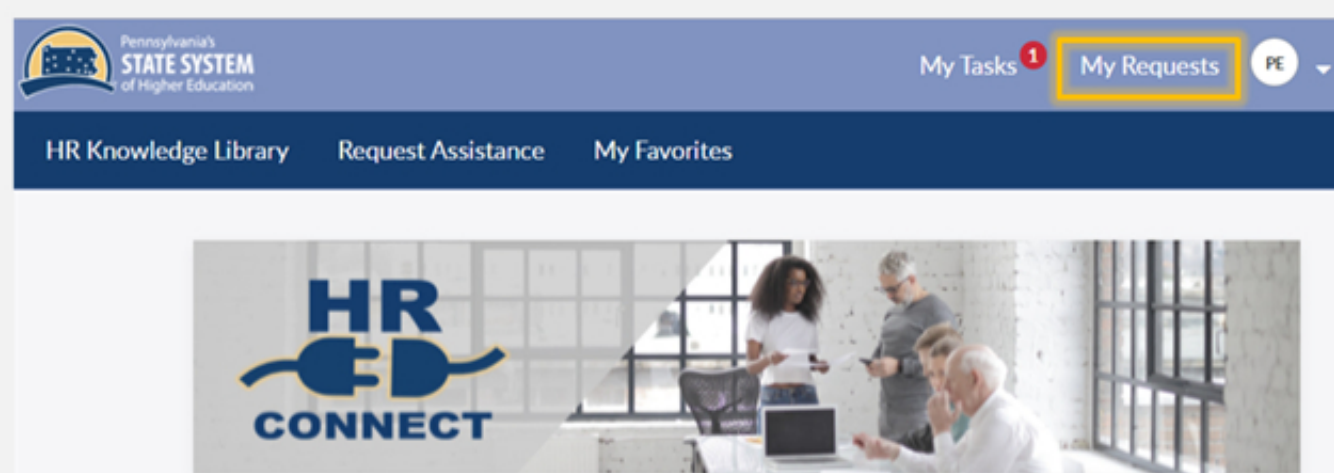 Pennsylvania's
STATE SYSTEM
of Higher Education
My Tasks 1 My Requests PE
HR Knowledge Library Request Assistance My Favorites
HR
CONNECT